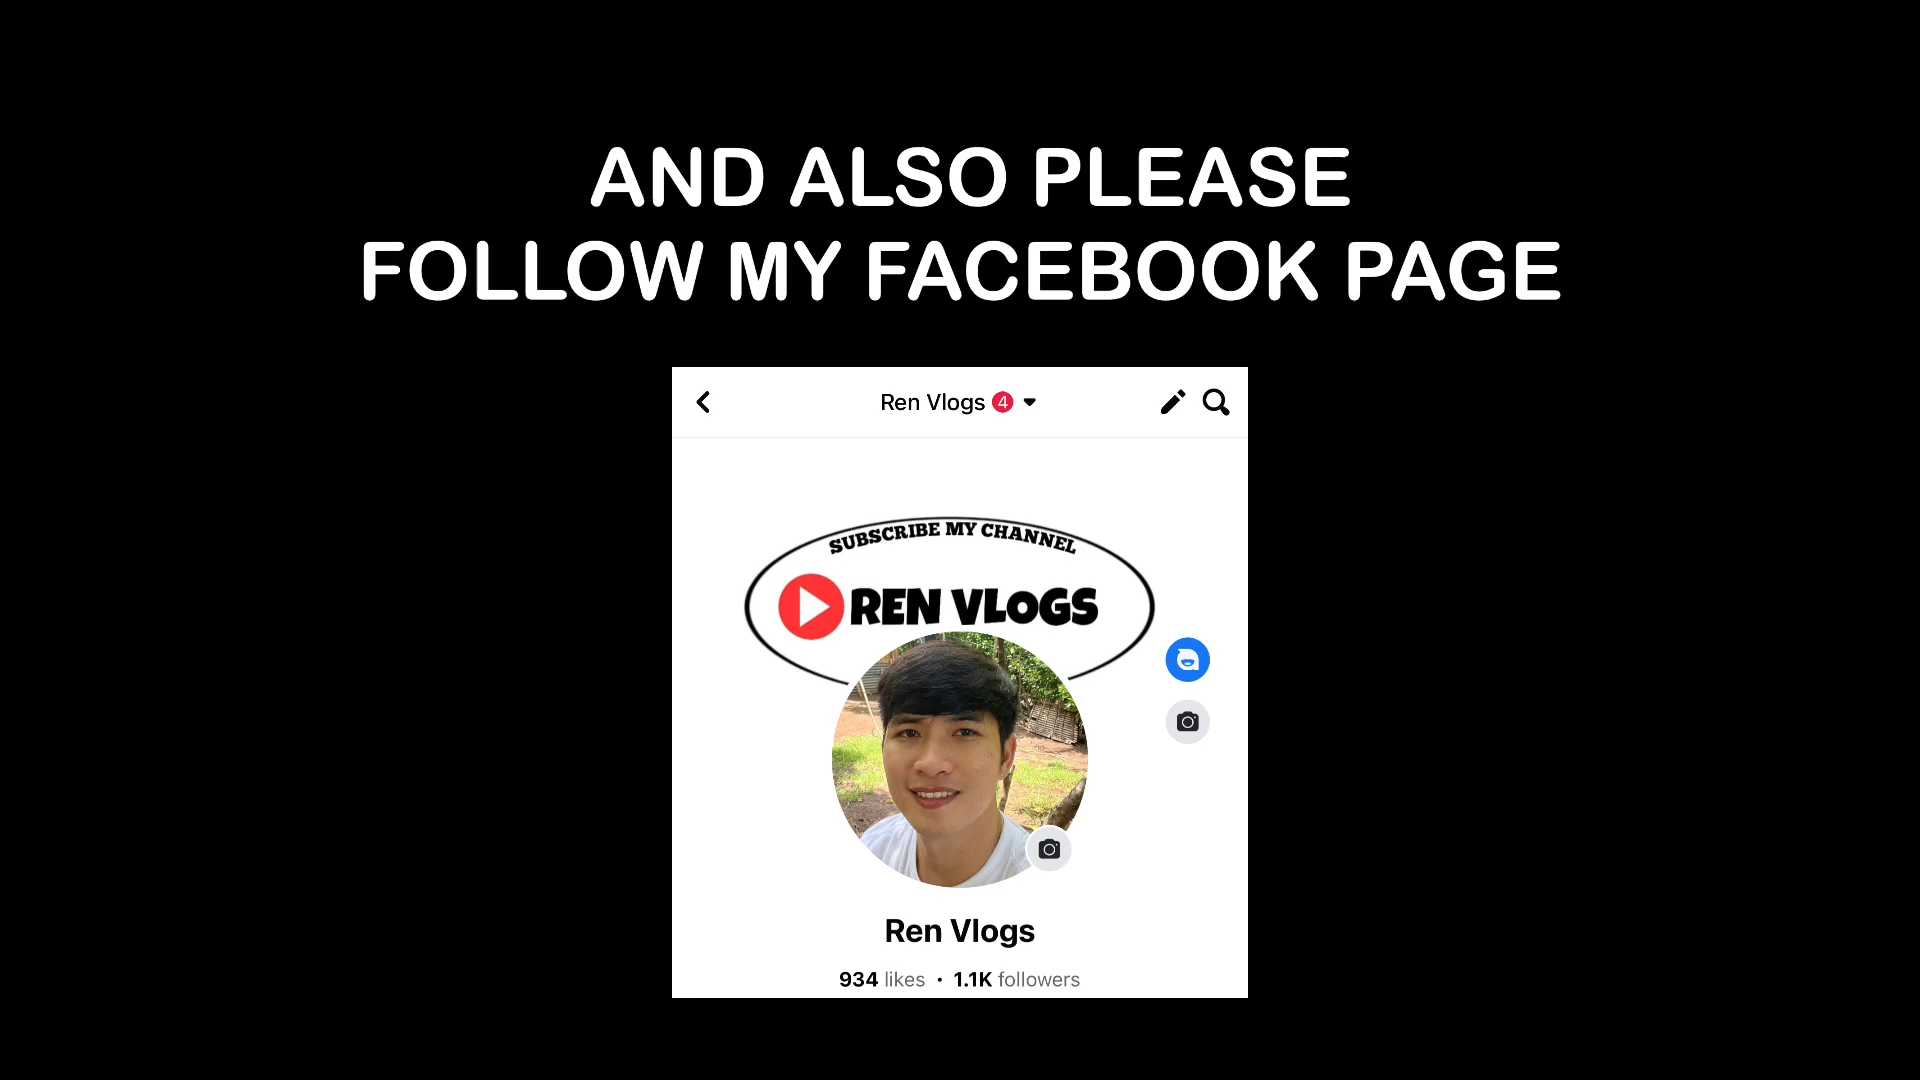 AND ALSO PLEASE
FOLLOW MY FACEBOOK PAGE
Ren Vlogs 4
SUBSCRIBE MY CHANNEL
REN VLOGS
Ren Vlogs
934 likes · 1.1K followers